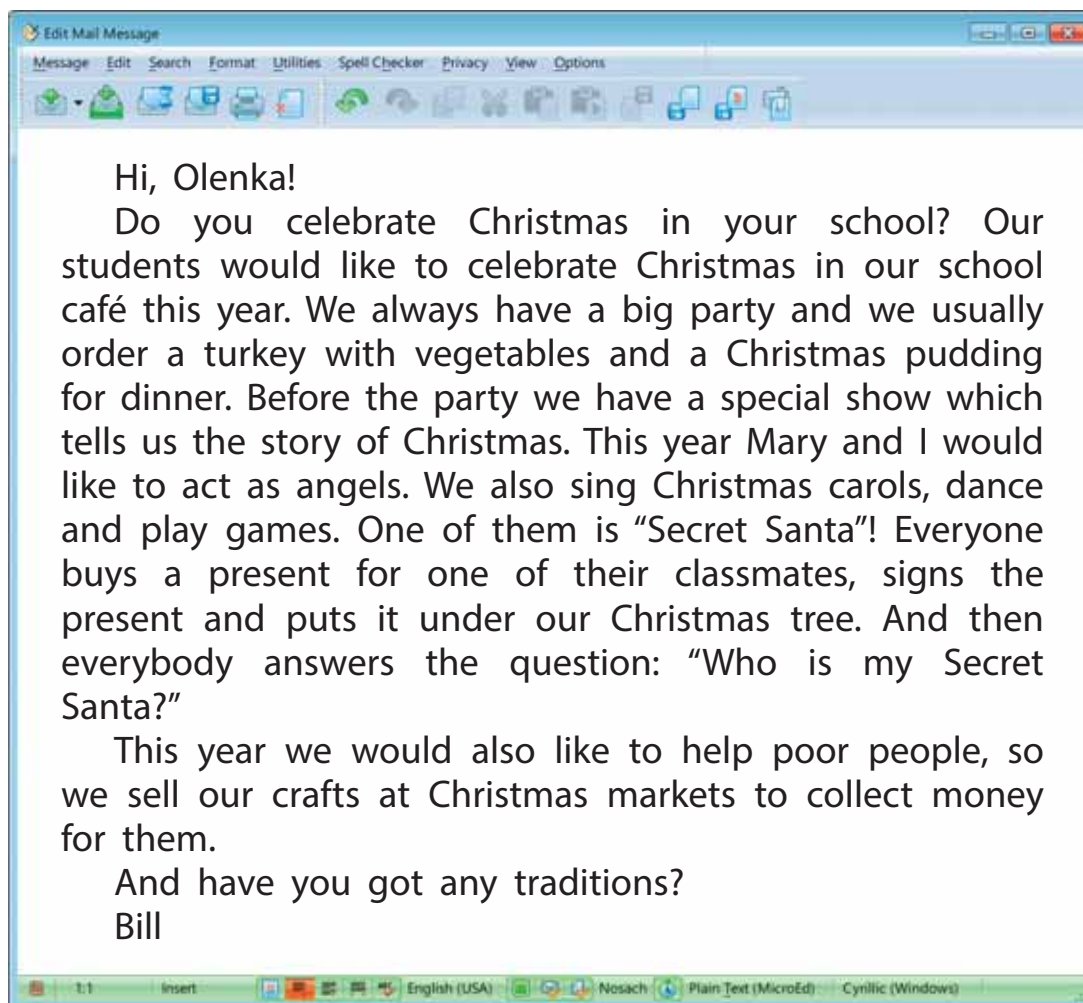 Edit Mail Message
Message Edit Search Format Utilities Spell Checker Privacy View Options
Hi, Olenka!
Do you celebrate Christmas in your school? Our
students would like to celebrate Christmas in our school
café this year. We always have a big party and we usually
order a turkey with vegetables and a Christmas pudding
for dinner. Before the party we have a special show which
tells us the story of Christmas. This year Mary and I would
like to act as angels. We also sing Christmas carols, dance
and play games. One of them is “Secret Santa”! Everyone
buys a present for one of their classmates, signs the
present and puts it under our Christmas tree. And then
everybody answers the question: “Who is my Secret
Santa?”
This year we would also like to help poor people, so
we sell our crafts at Christmas markets to collect money
for them.
And have you got any traditions?
Bill
1:1 Insert English (USA) Nosach Plain Text (MicroEd) Cyrillic (Windows)